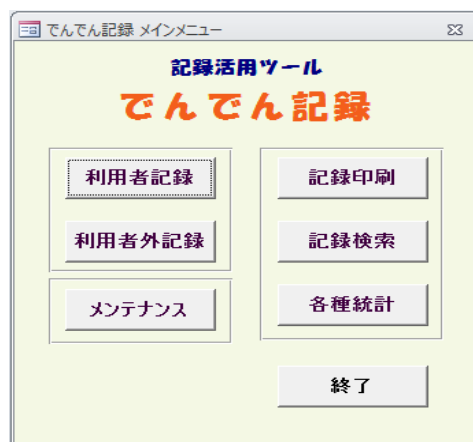 でんでん記録 メインメニュー
記録活用ツール
でんでん記録
利用者記録
利用者外記録
メンテナンス
記録印刷
記録検索
各種統計
終了